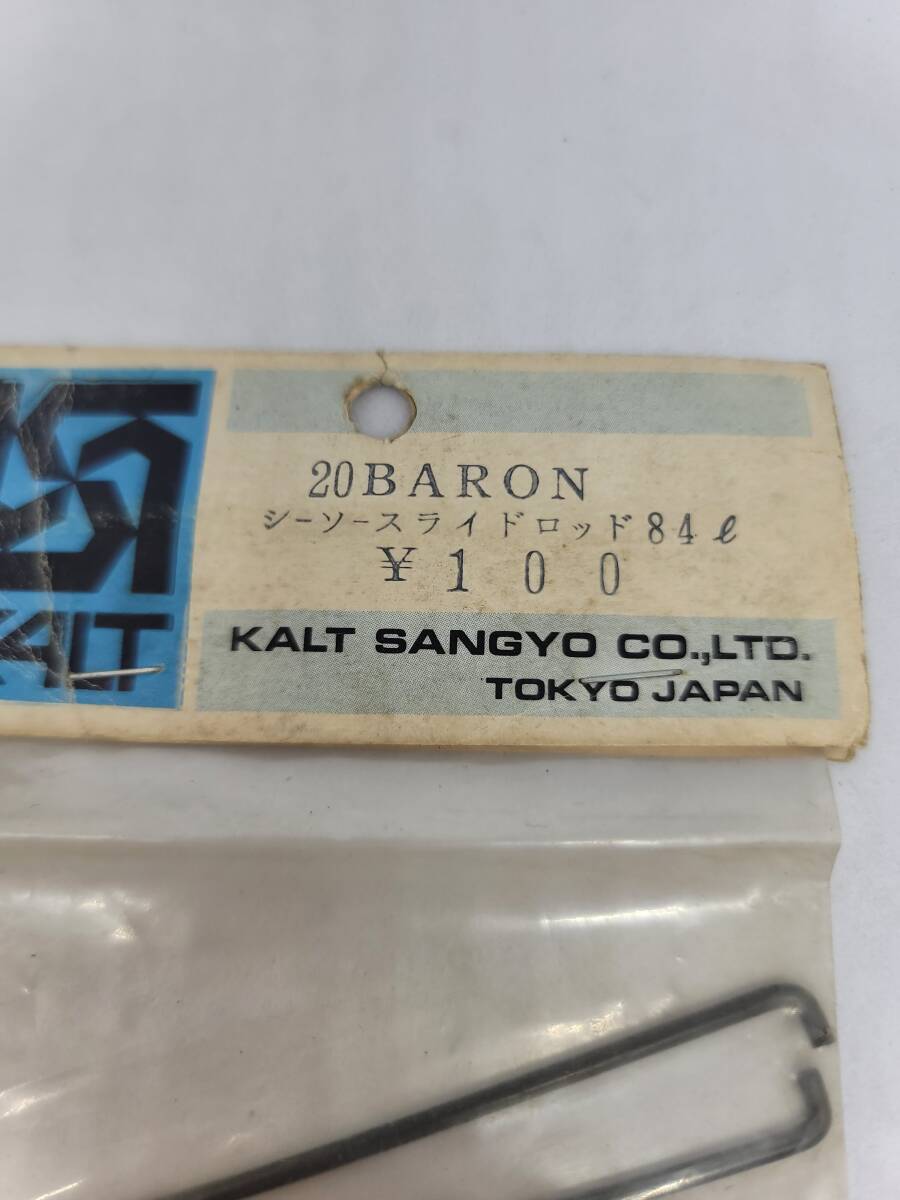 20BARON
シーソースライドロッド84ℓ
¥100
KALT
KALT SANGYO CO.,LTD.
TOKYO JAPAN